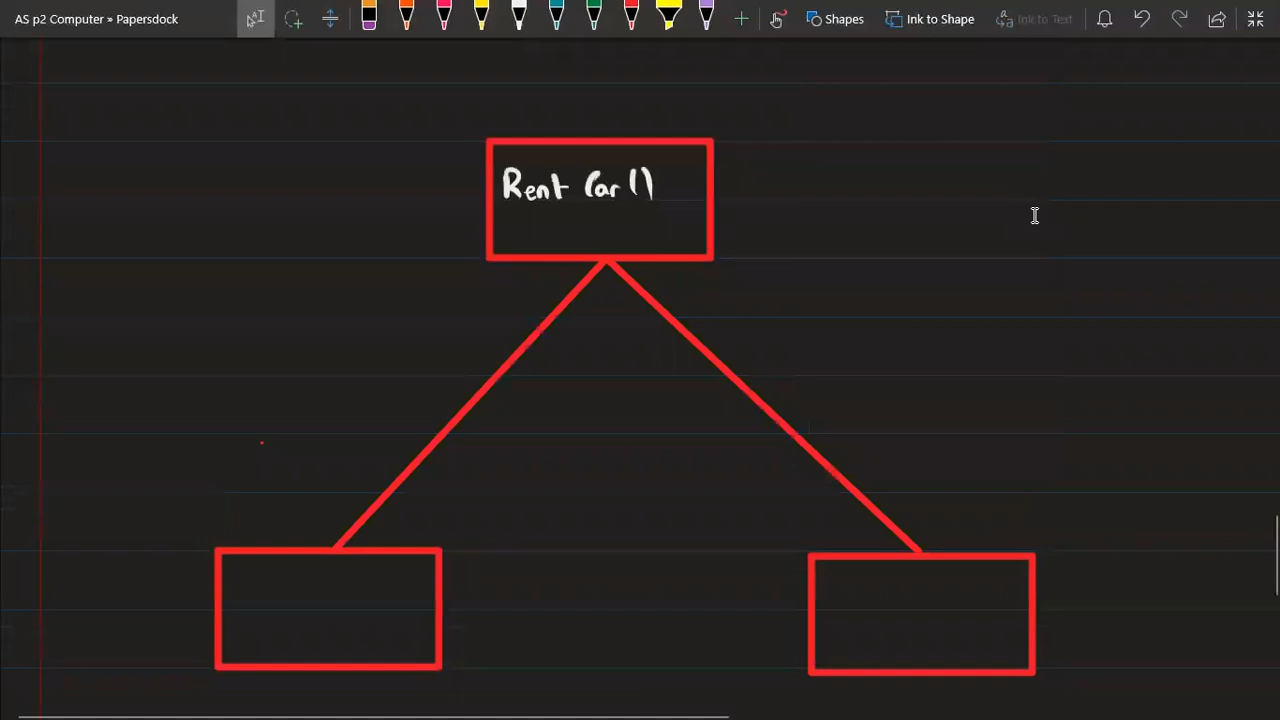 AS p2 Computer » Papersdock
Shapes
Ink to Shape
Ink to Text
Rent Car ()